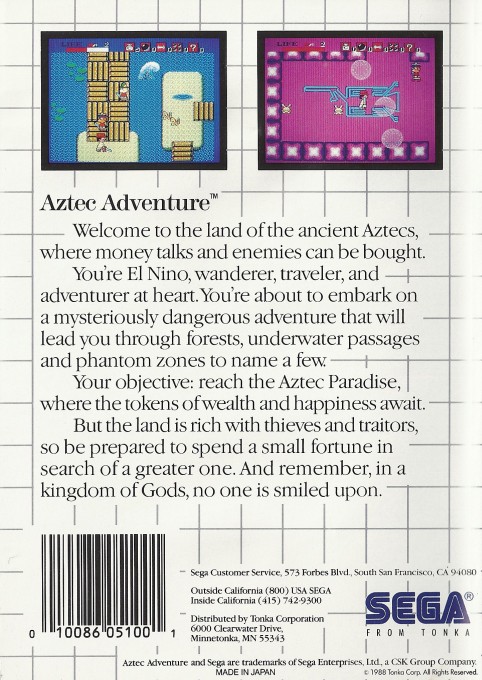 LIFE 2
LIFE 2
Aztec Adventure™
Welcome to the land of the ancient Aztecs,
where money talks and enemies can be bought.
You're El Nino, wanderer, traveler, and
adventurer at heart. You're about to embark on
a mysteriously dangerous adventure that will
lead you through forests, underwater passages
and phantom zones to name a few.
Your objective: reach the Aztec Paradise,
where the tokens of wealth and happiness await.
But the land is rich with thieves and traitors,
so be prepared to spend a small fortune in
search of a greater one. And remember, in a
kingdom of Gods, no one is smiled upon.
Sega Customer Service, 573 Forbes Blvd., South San Francisco, CA 94080
Outside California (800) USA SEGA
Inside California (415) 742-9300
Distributed by Tonka Corporation
6000 Clearwater Drive,
Minnetonka, MN 55343
SEGA®
FROM TONKA
0 10086 05100 1
Aztec Adventure and Sega are trademarks of Sega Enterprises, Ltd., a CSK Group Company.
MADE IN JAPAN
© 1988 Tonka Corp. All Rights Reserved.